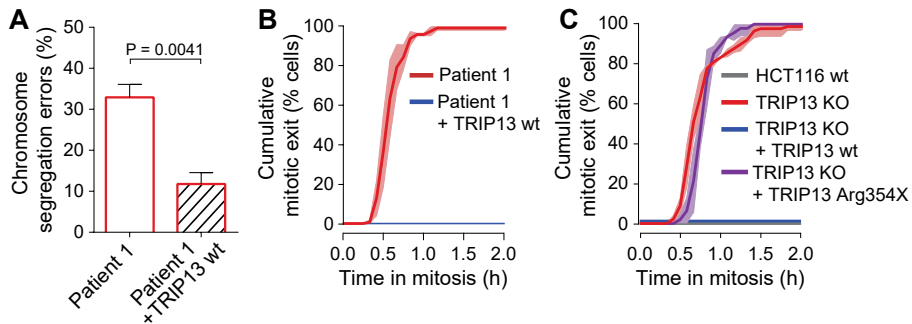 A
Chromosome
segregation errors (%)
50
40
30
20
10
0
P = 0.0041
Patient 1
Patient 1
+TRIP13 wt
B
Cumulative
mitotic exit (% cells)
100
80
60
40
20
0
Patient 1
Patient 1
+ TRIP13 wt
0.0
0.5
1.0
1.5
2.0
Time in mitosis (h)
C
Cumulative
mitotic exit (% cells)
100
80
60
40
20
0
HCT116 wt
TRIP13 KO
TRIP13 KO
+ TRIP13 wt
TRIP13 KO
+ TRIP13 Arg354X
0.0
0.5
1.0
1.5
2.0
Time in mitosis (h)